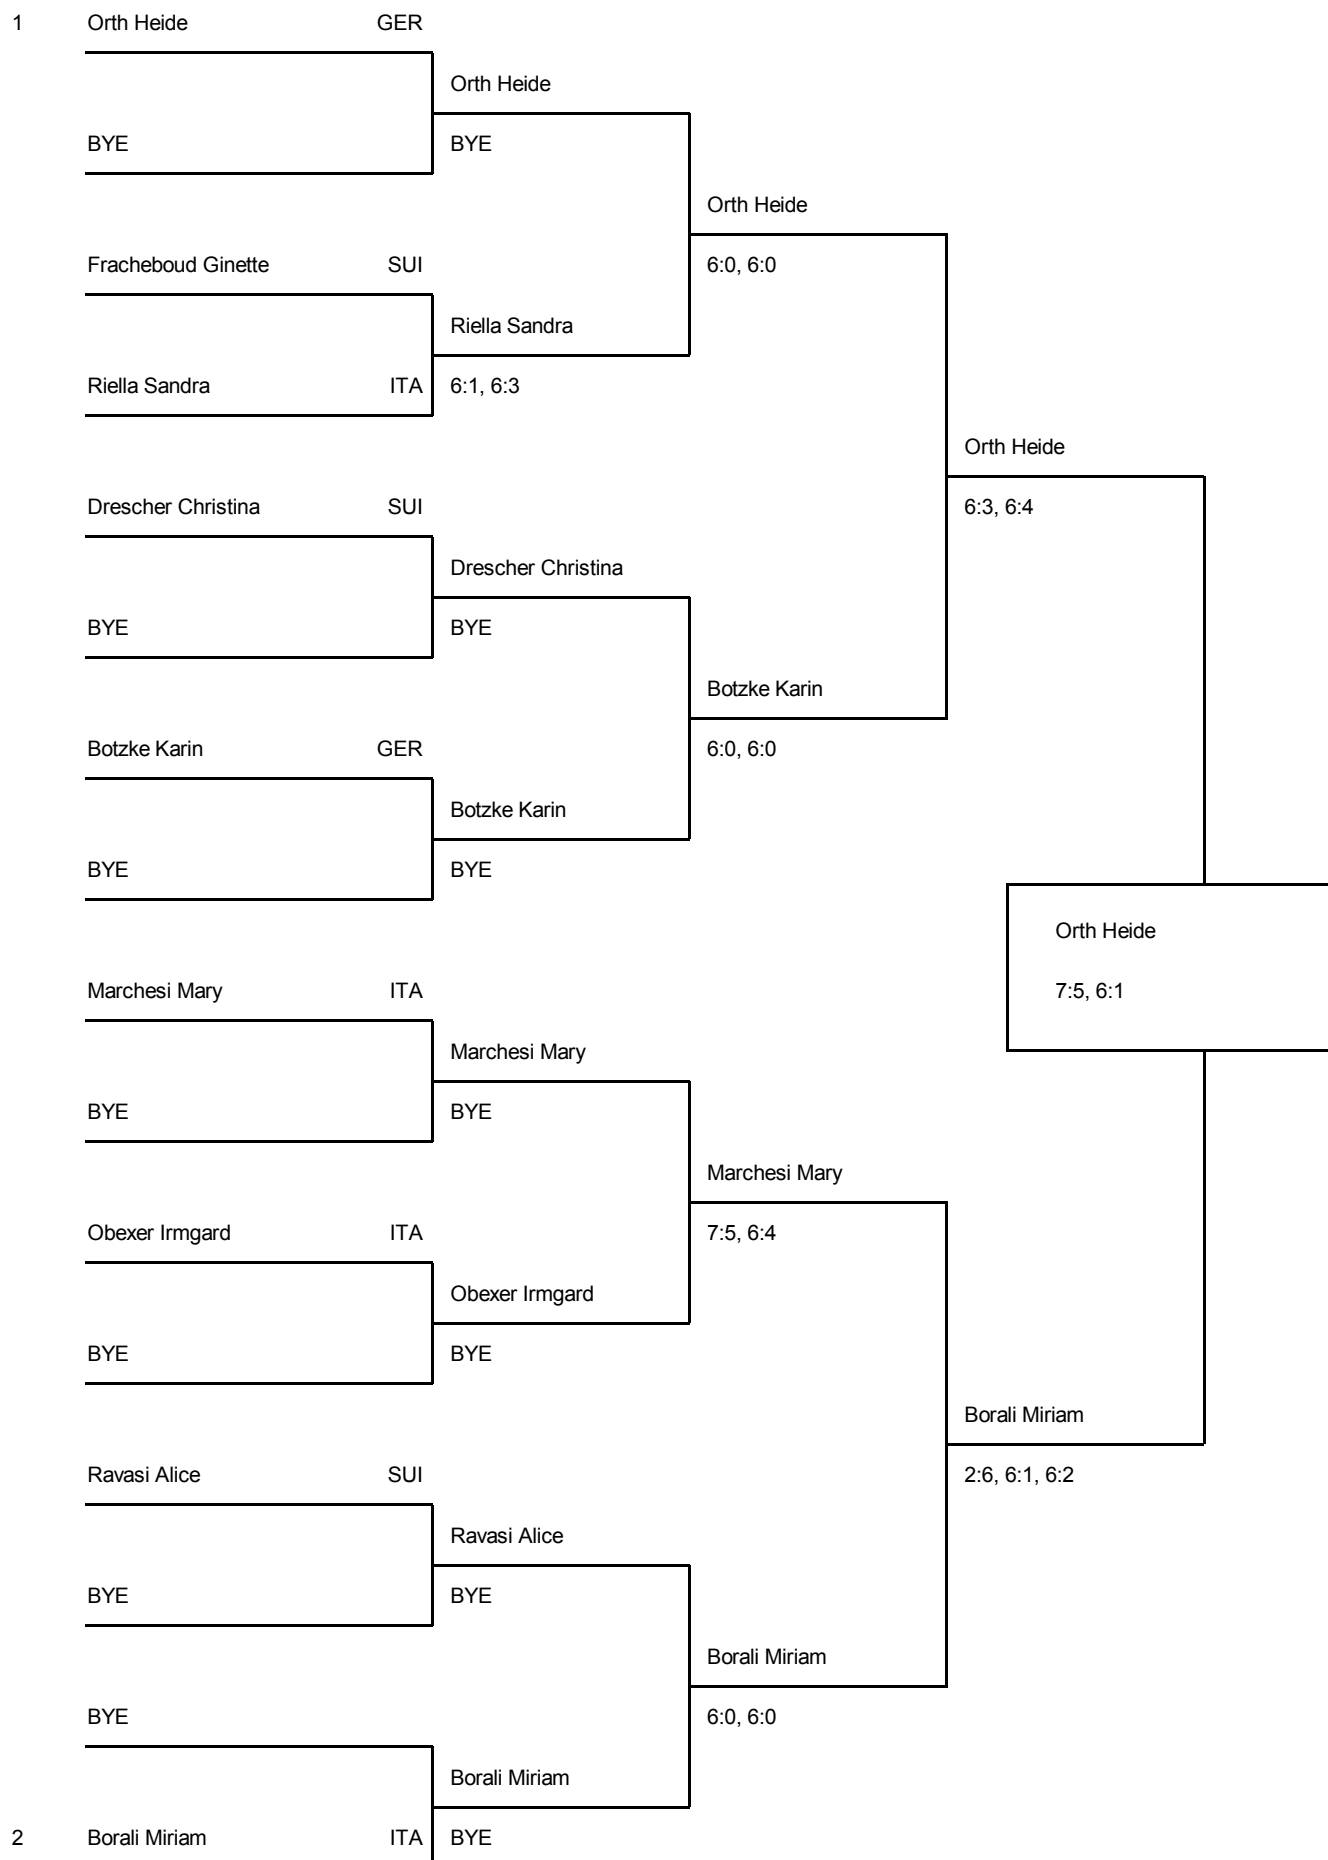 1 Orth Heide GER
Orth Heide
BYE BYE
Orth Heide
Fracheboud Ginette SUI 6:0, 6:0
Riella Sandra
Riella Sandra ITA 6:1, 6:3
Orth Heide
Drescher Christina SUI 6:3, 6:4
Drescher Christina
BYE BYE
Botzke Karin
Botzke Karin GER 6:0, 6:0
Botzke Karin
BYE BYE
Orth Heide
Marchesi Mary ITA 7:5, 6:1
Marchesi Mary
BYE BYE
Marchesi Mary
Obexer Irmgard ITA 7:5, 6:4
Obexer Irmgard
BYE BYE
Borali Miriam
Ravasi Alice SUI 2:6, 6:1, 6:2
Ravasi Alice
BYE BYE
Borali Miriam
BYE 6:0, 6:0
Borali Miriam
2 Borali Miriam ITA BYE